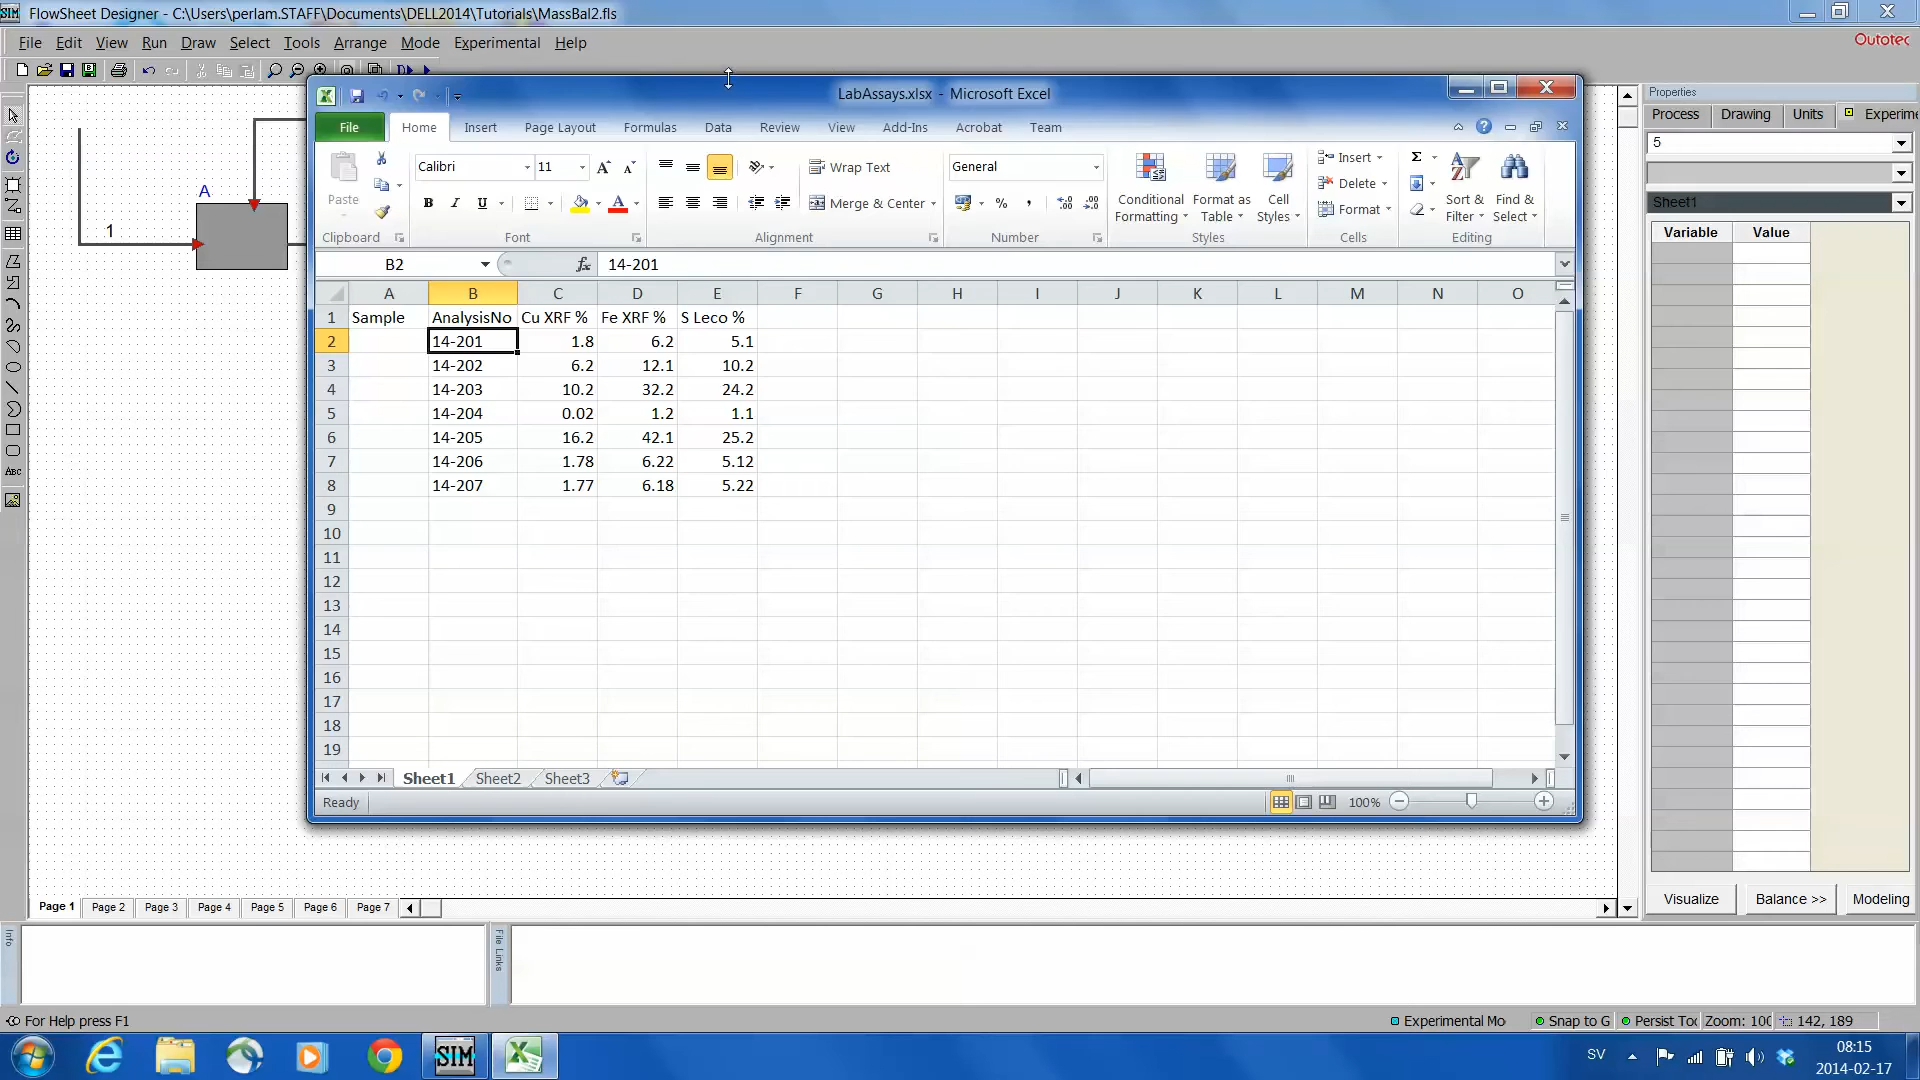 FlowSheet Designer - C:\Users\perlam.STAFF\Documents\DELL2014\Tutorials\MassBal2.fls
File Edit View Run Draw Select Tools Arrange Mode Experimental Help
Outotec
LabAssays.xlsx - Microsoft Excel
File Home Insert Page Layout Formulas Data Review View Add-Ins Acrobat Team
Paste
Calibri 11
B I U A
Wrap Text
Merge & Center
General
% ,
Conditional Formatting
Format as Table
Cell Styles
Insert
Delete
Format
Σ
Sort & Filter
Find & Select
Clipboard Font Alignment Number Styles Cells Editing
B2 fx 14-201
A B C D E F G H I J K L M N O
1 Sample AnalysisNo Cu XRF % Fe XRF % S Leco %
2 14-201 1.8 6.2 5.1
3 14-202 6.2 12.1 10.2
4 14-203 10.2 32.2 24.2
5 14-204 0.02 1.2 1.1
6 14-205 16.2 42.1 25.2
7 14-206 1.78 6.22 5.12
8 14-207 1.77 6.18 5.22
9
10
11
12
13
14
15
16
17
18
19
Sheet1 Sheet2 Sheet3
Ready 100%
A
1
ABC
Properties
Process Drawing Units Experime
5
Sheet1
Variable Value
Visualize Balance >> Modeling
Page 1 Page 2 Page 3 Page 4 Page 5 Page 6 Page 7
Info
File Links
For Help press F1
Experimental Mo Snap to G Persist Too Zoom: 100 142, 189
SIM
SV
08:15
2014-02-17